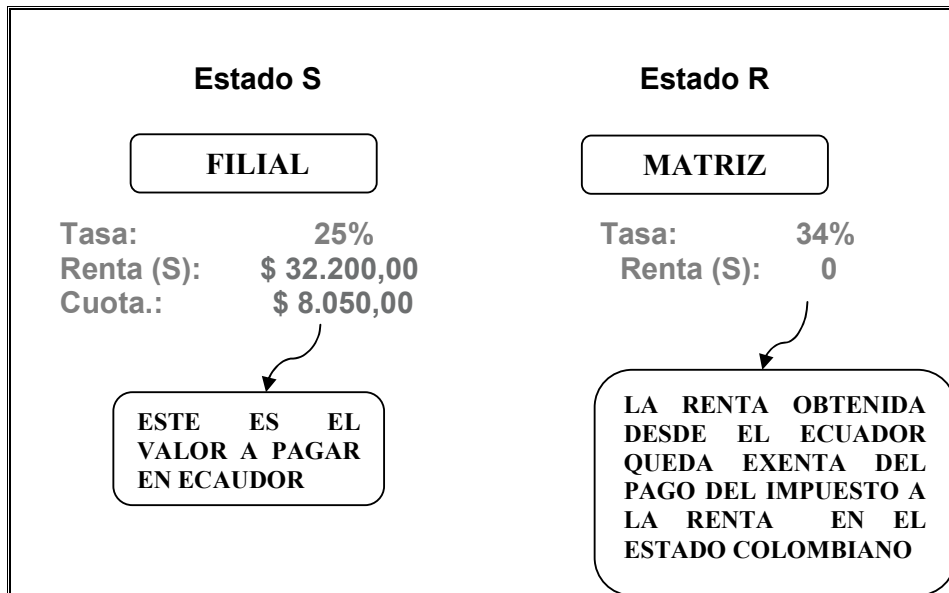 Estado S
FILIAL
Tasa: 25%
Renta (S): $ 32.200,00
Cuota.: $ 8.050,00
ESTE ES EL
VALOR A PAGAR
EN ECAUDOR
Estado R
MATRIZ
Tasa: 34%
Renta (S): 0
LA RENTA OBTENIDA
DESDE EL ECUADOR
QUEDA EXENTA DEL
PAGO DEL IMPUESTO A
LA RENTA EN EL
ESTADO COLOMBIANO